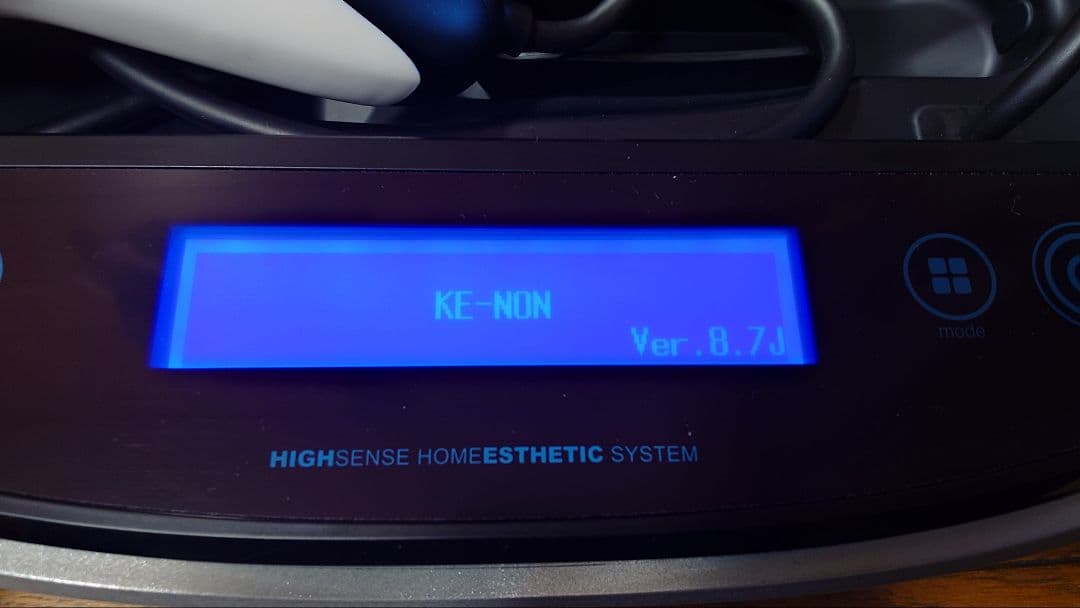 KE-NON
Ver.8.7J
mode
HIGHSENSE HOMEESTHETIC SYSTEM